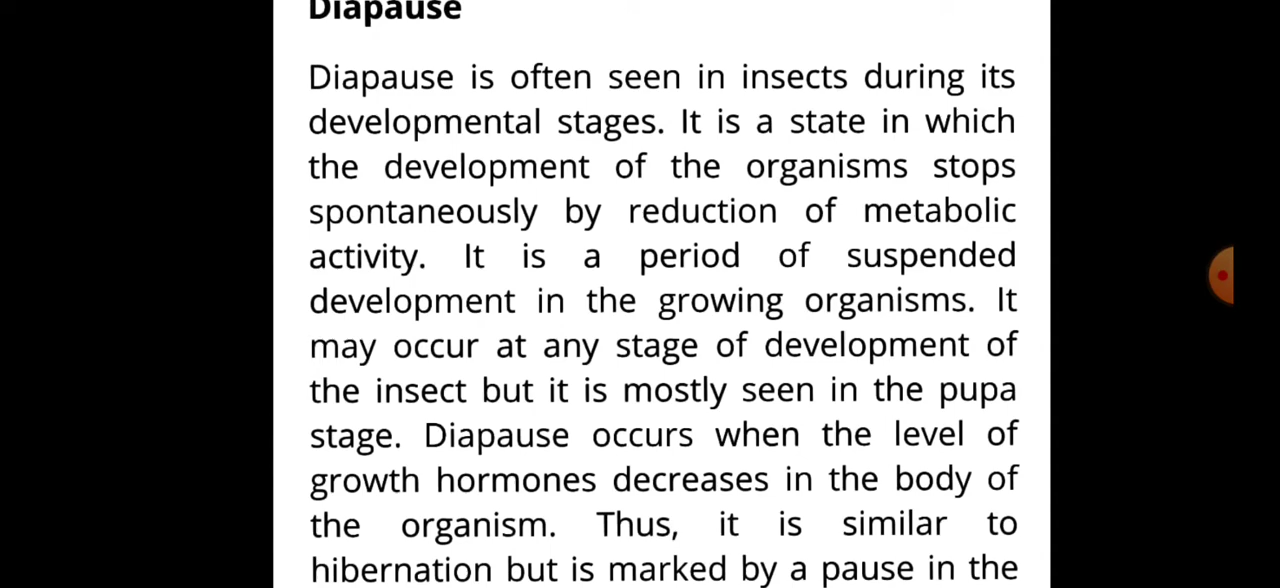 Diapause
Diapause is often seen in insects during its
developmental stages. It is a state in which
the development of the organisms stops
spontaneously by reduction of metabolic
activity. It is a period of suspended
development in the growing organisms. It
may occur at any stage of development of
the insect but it is mostly seen in the pupa
stage. Diapause occurs when the level of
growth hormones decreases in the body of
the organism. Thus, it is similar to
hibernation but is marked by a pause in the